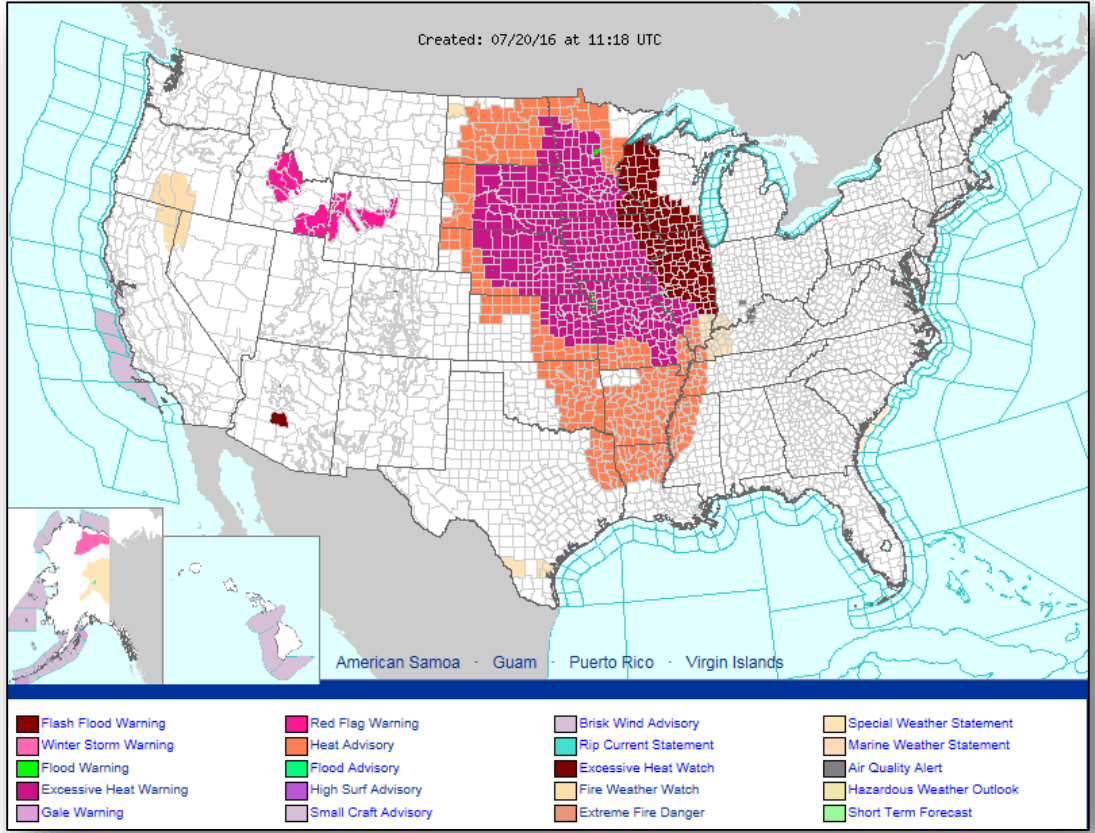 Created: 07/20/16 at 11:18 UTC
American Samoa · Guam · Puerto Rico · Virgin Islands
Flash Flood Warning
Winter Storm Warning
Flood Warning
Excessive Heat Warning
Gale Warning
Red Flag Warning
Heat Advisory
Flood Advisory
High Surf Advisory
Small Craft Advisory
Brisk Wind Advisory
Rip Current Statement
Excessive Heat Watch
Fire Weather Watch
Extreme Fire Danger
Special Weather Statement
Marine Weather Statement
Air Quality Alert
Hazardous Weather Outlook
Short Term Forecast